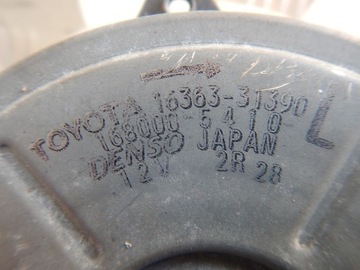 TOYOTA 16363-31390 L
168000-5410
DENSO JAPAN
12V 2R 28